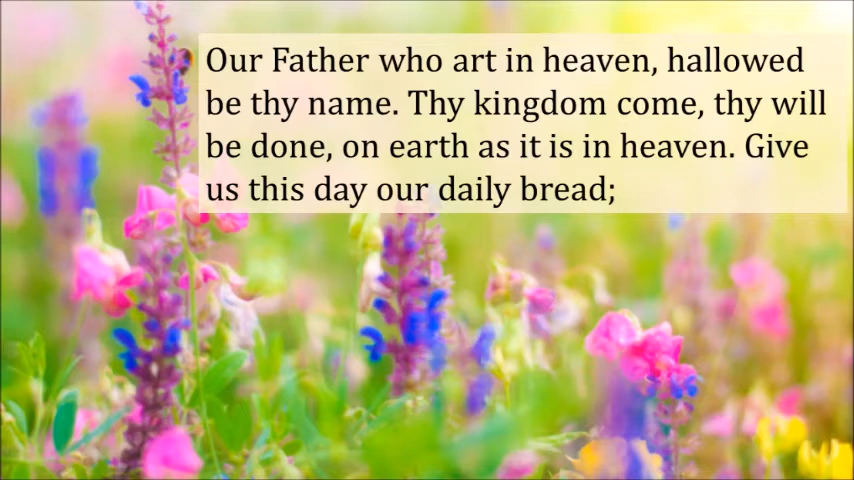 Our Father who art in heaven, hallowed
be thy name. Thy kingdom come, thy will
be done, on earth as it is in heaven. Give
us this day our daily bread;